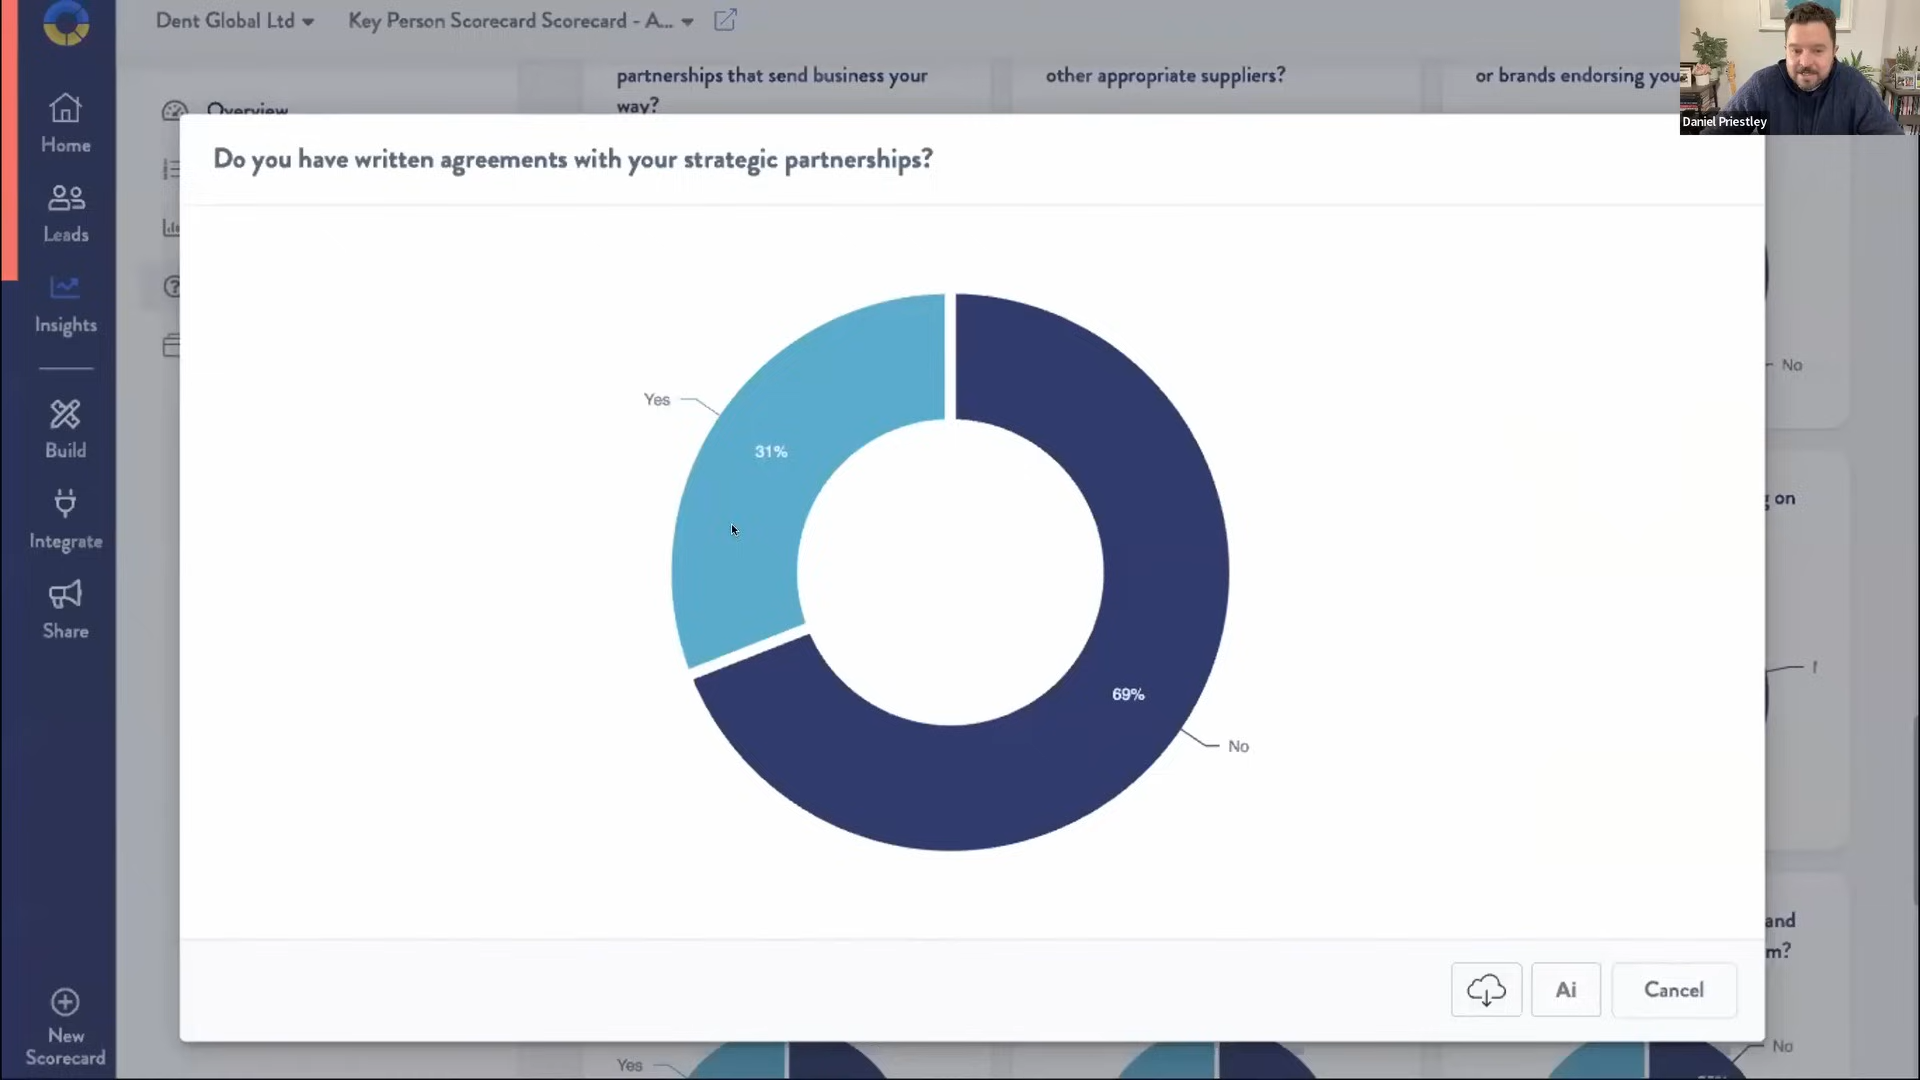 Dent Global Ltd
Key Person Scorecard Scorecard - A...
Daniel Priestley
Home
Leads
Insights
Build
Integrate
Share
New
Scorecard
Overview
partnerships that send business your
way?
other appropriate suppliers?
or brands endorsing you
Do you have written agreements with your strategic partnerships?
Yes
31%
69%
No
No
on
and
m?
Ai
Cancel
Yes
No